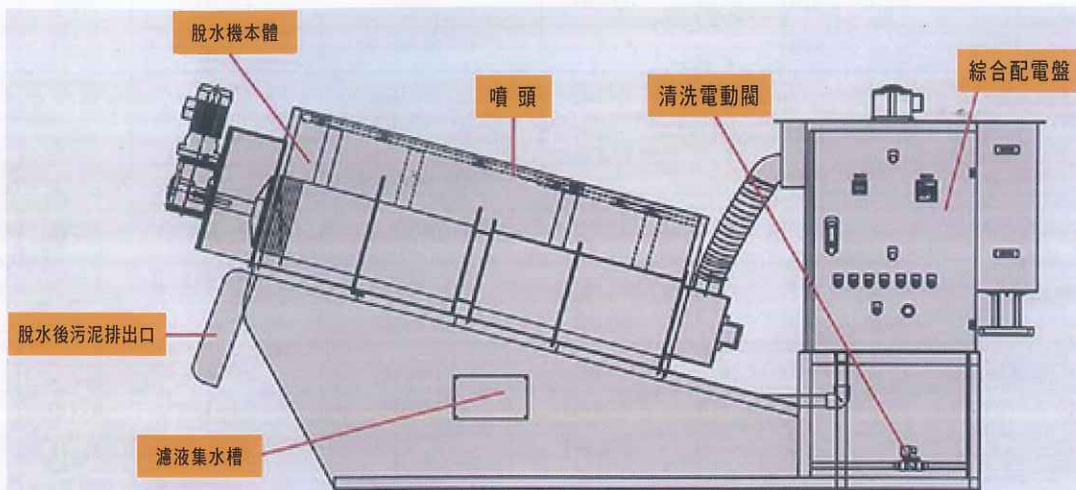 脫水機本體
噴頭
清洗電動閥
綜合配電盤
脫水後污泥排出口
濾液集水槽